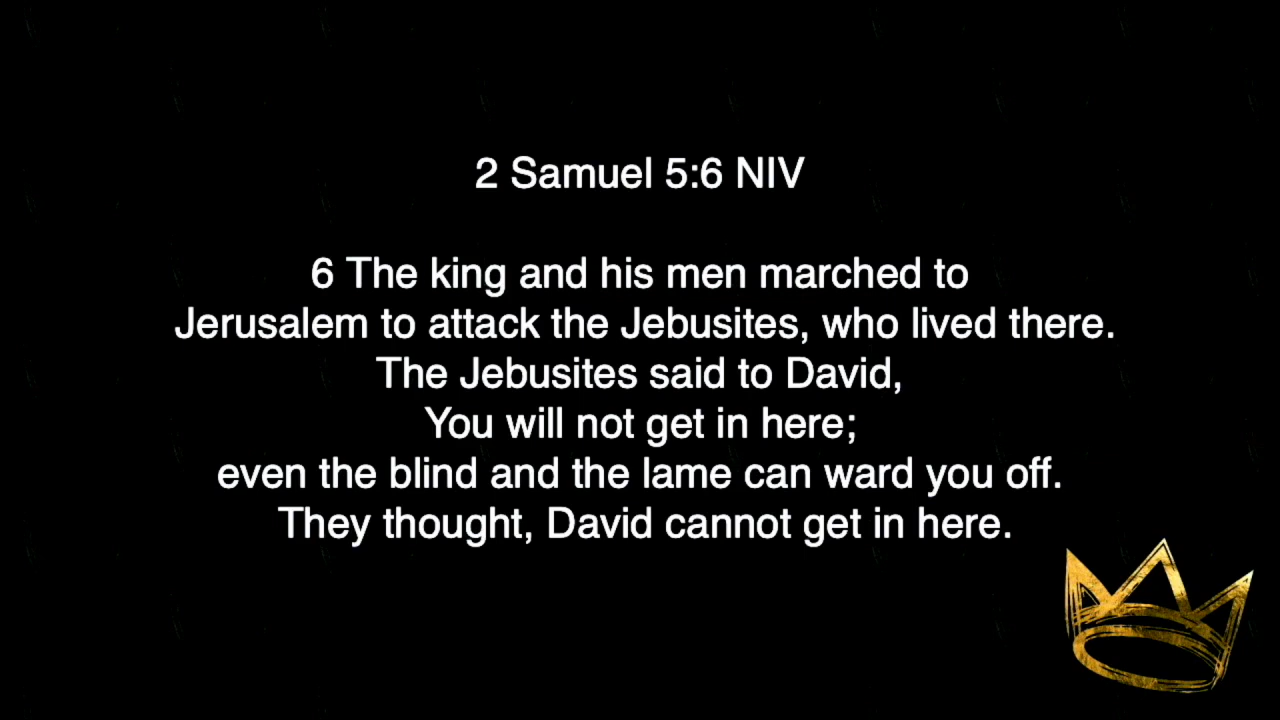 2 Samuel 5:6 NIV
6 The king and his men marched to
Jerusalem to attack the Jebusites, who lived there.
The Jebusites said to David,
You will not get in here;
even the blind and the lame can ward you off.
They thought, David cannot get in here.